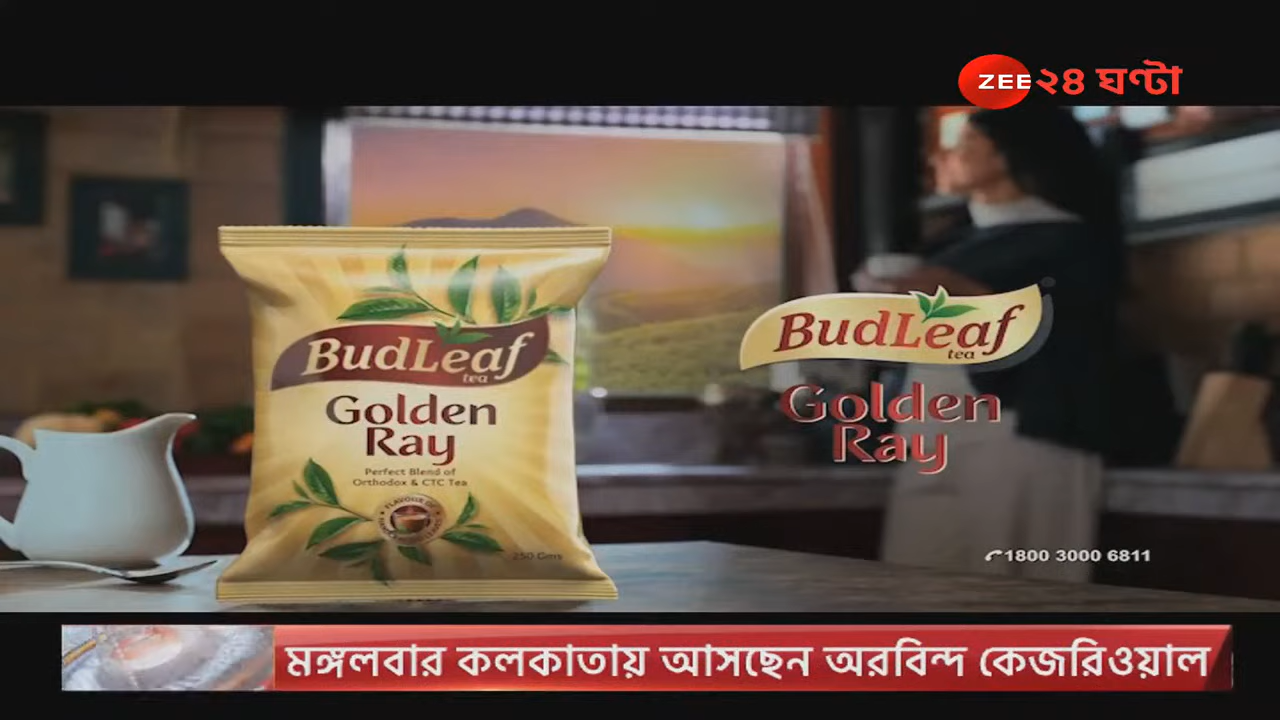 ZEE ২৪ ঘণ্টা
BudLeaf
tea
Golden
Ray
Perfect Blend of
Orthodox & CTC Tea
250 Gms
BudLeaf
tea
Golden
Ray
1800 3000 6811
মঙ্গলবার কলকাতায় আসছেন অরবিন্দ কেজরিওয়াল